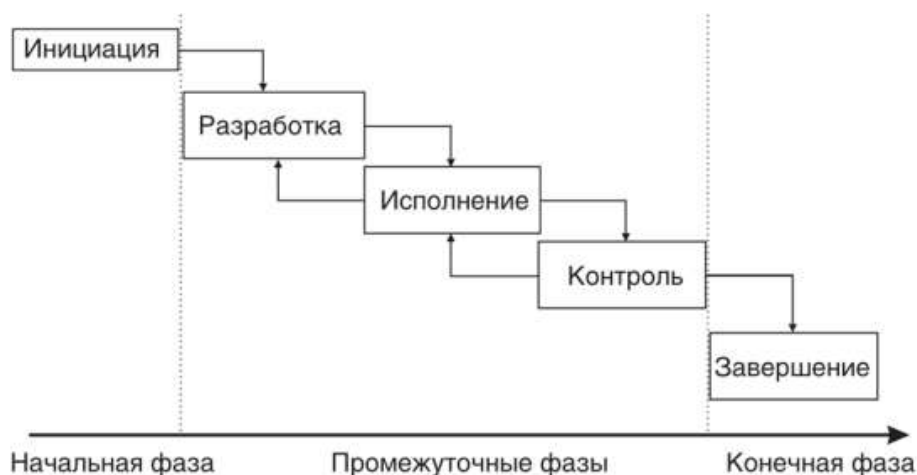 Инициация
Разработка
Исполнение
Контроль
Завершение
Начальная фаза Промежуточные фазы Конечная фаза